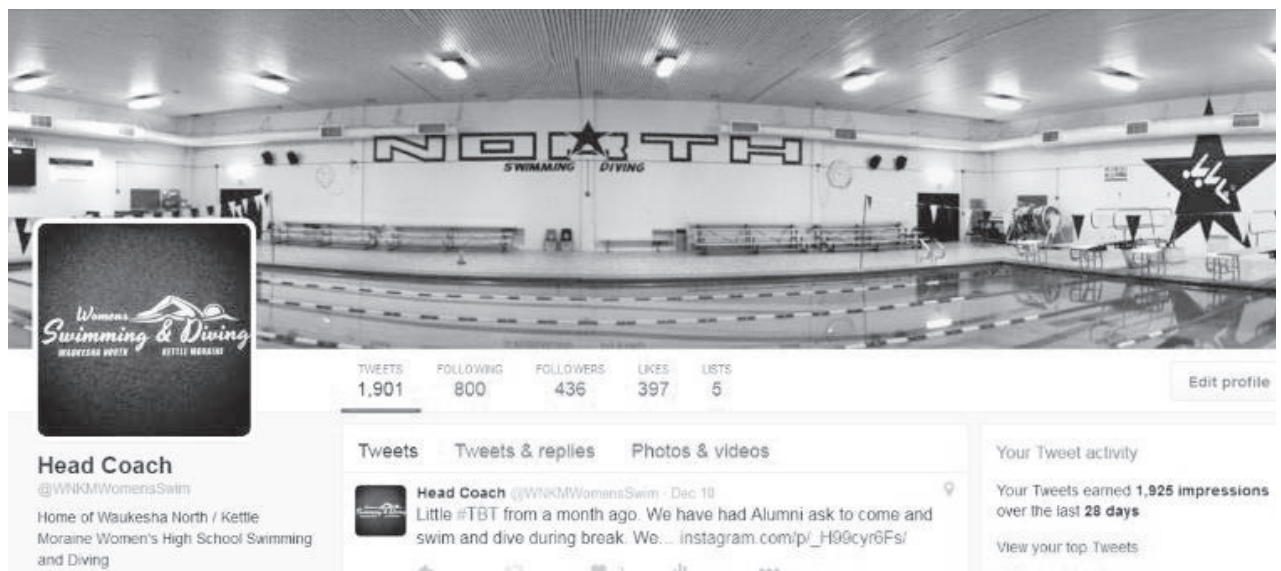 NORTH
SWIMMING DIVING
Womens
Swimming & Diving
WAUKESHA NORTH KETTLE MORAINE
TWEETS FOLLOWING FOLLOWERS LIKES LISTS
1,901 800 436 397 5
Edit profile
Head Coach
@WNKMWomensSwim
Home of Waukesha North / Kettle
Moraine Women's High School Swimming
and Diving
Tweets Tweets & replies Photos & videos
Head Coach @WNKMWomensSwim · Dec 10
Little #TBT from a month ago. We have had Alumni ask to come and
swim and dive during break. We... instagram.com/p/_H99cyr6Fs/
Your Tweet activity
Your Tweets earned 1,925 impressions
over the last 28 days
View your top Tweets